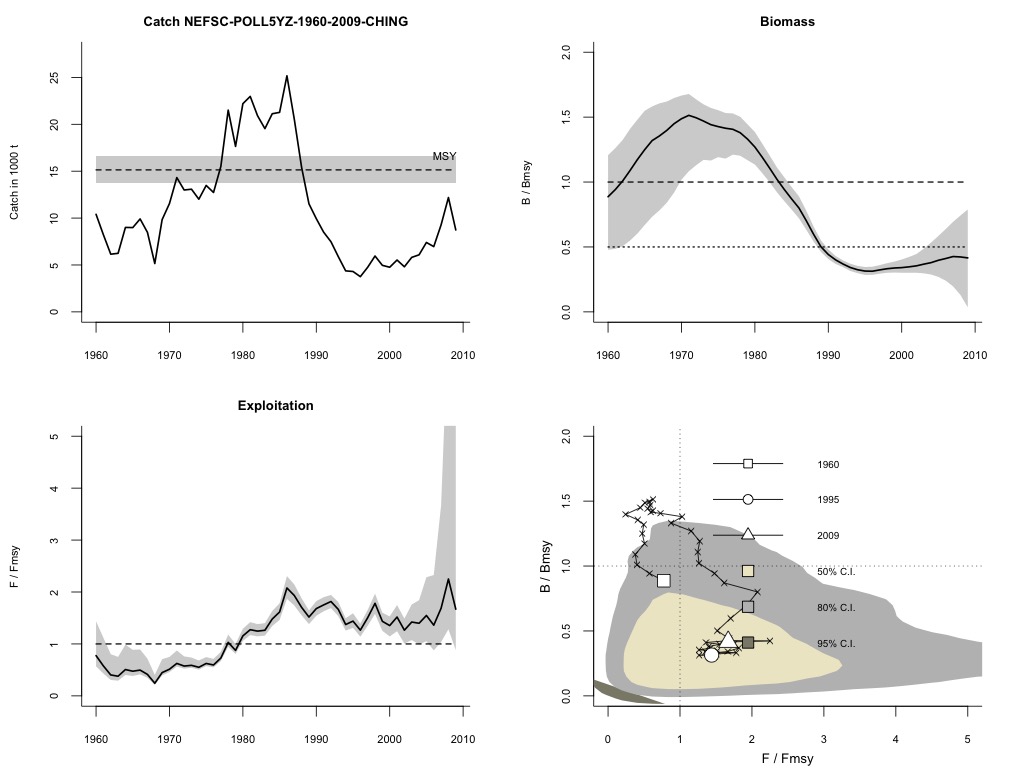 Catch NEFSC-POLL5YZ-1960-2009-CHING
Catch in 1000 t
25
20
15
10
5
0
MSY
1960 1970 1980 1990 2000 2010
Biomass
B / Bmsy
2.0
1.5
1.0
0.5
0.0
1960 1970 1980 1990 2000 2010
Exploitation
F / Fmsy
5
4
3
2
1
0
1960 1970 1980 1990 2000 2010
B / Bmsy
2.0
1.5
1.0
0.5
0.0
1960
1995
2009
50% C.I.
80% C.I.
95% C.I.
0 1 2 3 4 5
F / Fmsy